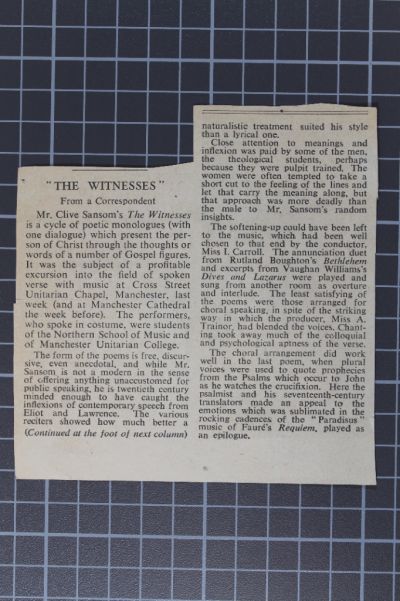 "THE WITNESSES"
From a Correspondent
Mr. Clive Sansom's The Witnesses
is a cycle of poetic monologues (with
one dialogue) which present the per-
son of Christ through the thoughts or
words of a number of Gospel figures.
It was the subject of a profitable
excursion into the field of spoken
verse with music at Cross Street
Unitarian Chapel, Manchester, last
week (and at Manchester Cathedral
the week before). The performers,
who spoke in costume, were students
of the Northern School of Music and
of Manchester Unitarian College.
The form of the poems is free, discur-
sive, even anecdotal, and while Mr.
Sansom is not a modern in the sense
of offering anything unaccustomed for
public speaking, he is twentieth century
minded enough to have caught the
inflexions of contemporary speech from
Eliot and Lawrence. The various
reciters showed how much better a
(Continued at the foot of next column)
naturalistic treatment suited his style
than a lyrical one.
Close attention to meanings and
inflexion was paid by some of the men,
the theological students, perhaps
because they were pulpit trained. The
women were often tempted to take a
short cut to the feeling of the lines and
let that carry the meaning along, but
that approach was more deadly than
the male to Mr. Sansom's random
insights.
The softening-up could have been left
to the music, which had been well
chosen to that end by the conductor,
Miss I. Carroll. The annunciation duet
from Rutland Boughton's Bethlehem
and excerpts from Vaughan Williams's
Dives and Lazarus were played and
sung from another room as overture
and interlude. The least satisfying of
the poems were those arranged for
choral speaking, in spite of the striking
way in which the producer, Miss A.
Trainor, had blended the voices. Chant-
ing took away much of the colloquial
and psychological aptness of the verse.
The choral arrangement did work
well in the last poem, when plural
voices were used to quote prophecies
from the Psalms which occur to John
as he watches the crucifixion. Here the
psalmist and his seventeenth-century
translators made an appeal to the
emotions which was sublimated in the
rocking cadences of the "Paradisus"
music of Fauré's Requiem, played as
an epilogue.